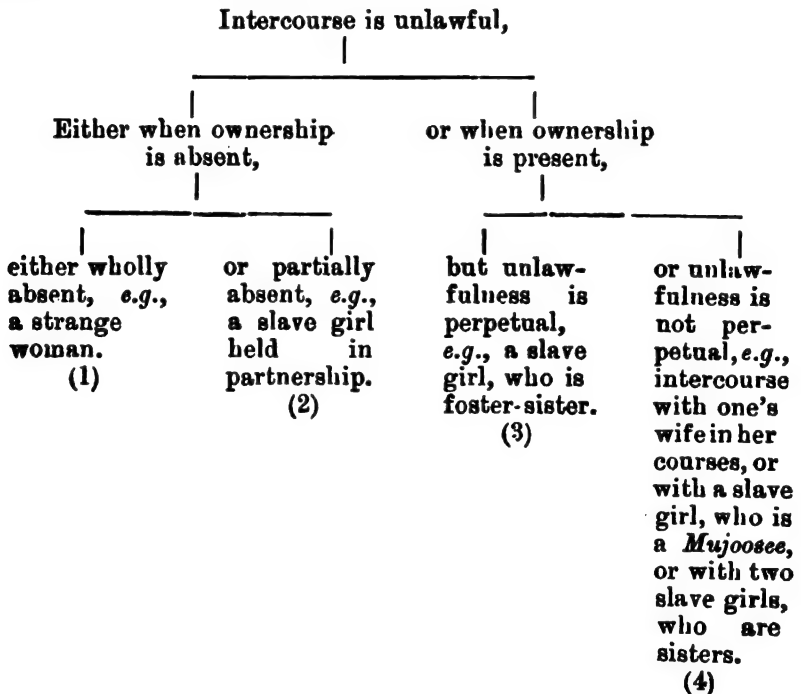 Intercourse is unlawful,
Either when ownership
is absent,
or when ownership
is present,
either wholly
absent, e.g.,
a strange
woman.
(1)
or partially
absent, e.g.,
a slave girl
held in
partnership.
(2)
but unlaw-
fulness is
perpetual,
e.g., a slave
girl, who is
foster-sister.
(3)
or unlaw-
fulness is
not per-
petual, e.g.,
intercourse
with one's
wife in her
courses, or
with a slave
girl, who is
a Mujoosee,
or with two
slave girls,
who are
sisters.
(4)